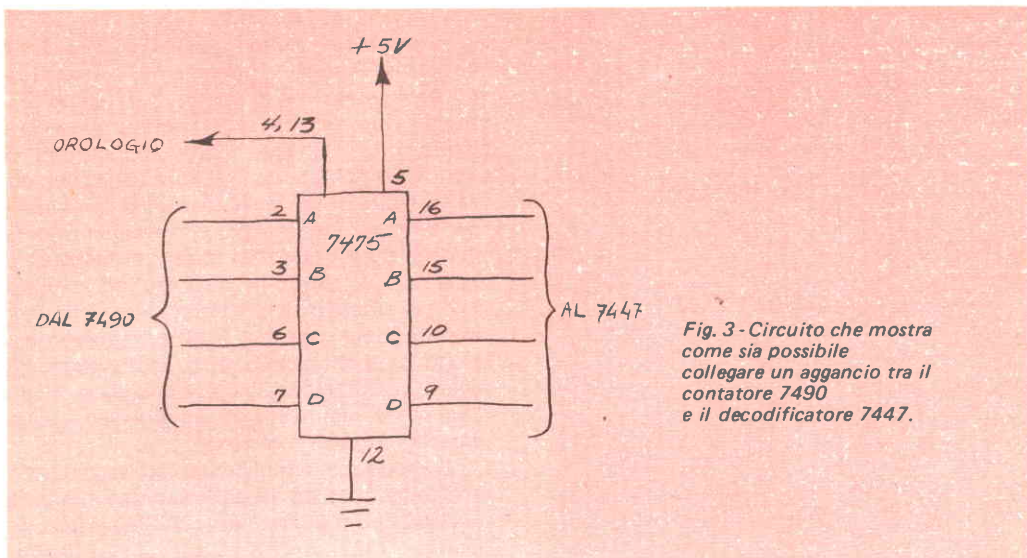 +5V
4, 13
OROLOGIO
5
2 A A 16
7475
3 B B 15
DAL 7490
AL 7447
6 C C 10
7 D D 9
12
Fig. 3 - Circuito che mostra
come sia possibile
collegare un aggancio tra il
contatore 7490
e il decodificatore 7447.